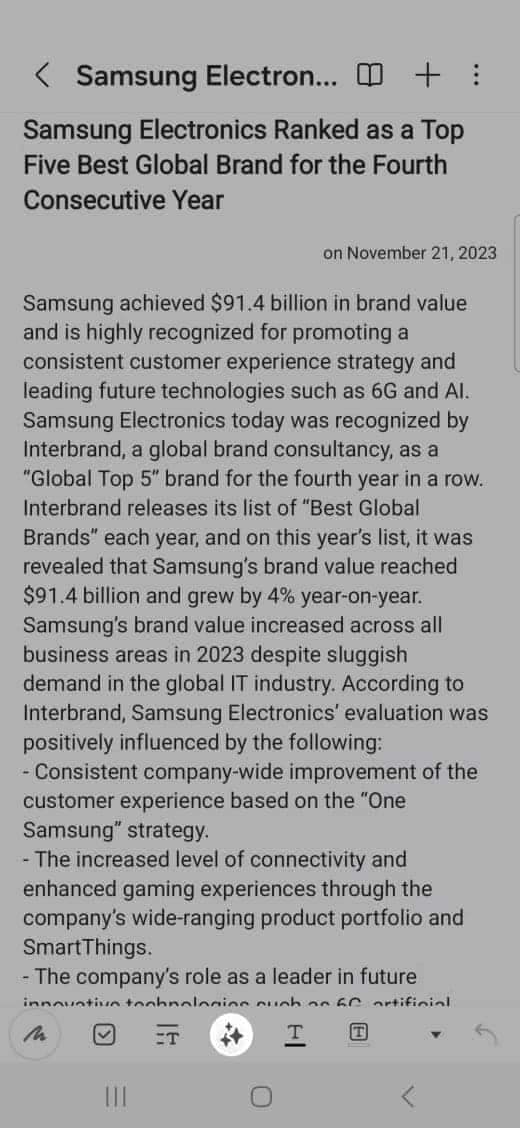 Samsung Electron...
Samsung Electronics Ranked as a Top
Five Best Global Brand for the Fourth
Consecutive Year
on November 21, 2023
Samsung achieved $91.4 billion in brand value
and is highly recognized for promoting a
consistent customer experience strategy and
leading future technologies such as 6G and AI.
Samsung Electronics today was recognized by
Interbrand, a global brand consultancy, as a
“Global Top 5” brand for the fourth year in a row.
Interbrand releases its list of “Best Global
Brands” each year, and on this year’s list, it was
revealed that Samsung’s brand value reached
$91.4 billion and grew by 4% year-on-year.
Samsung’s brand value increased across all
business areas in 2023 despite sluggish
demand in the global IT industry. According to
Interbrand, Samsung Electronics’ evaluation was
positively influenced by the following:
- Consistent company-wide improvement of the
customer experience based on the “One
Samsung” strategy.
- The increased level of connectivity and
enhanced gaming experiences through the
company’s wide-ranging product portfolio and
SmartThings.
- The company’s role as a leader in future
innovative technologies such as 6G, artificial